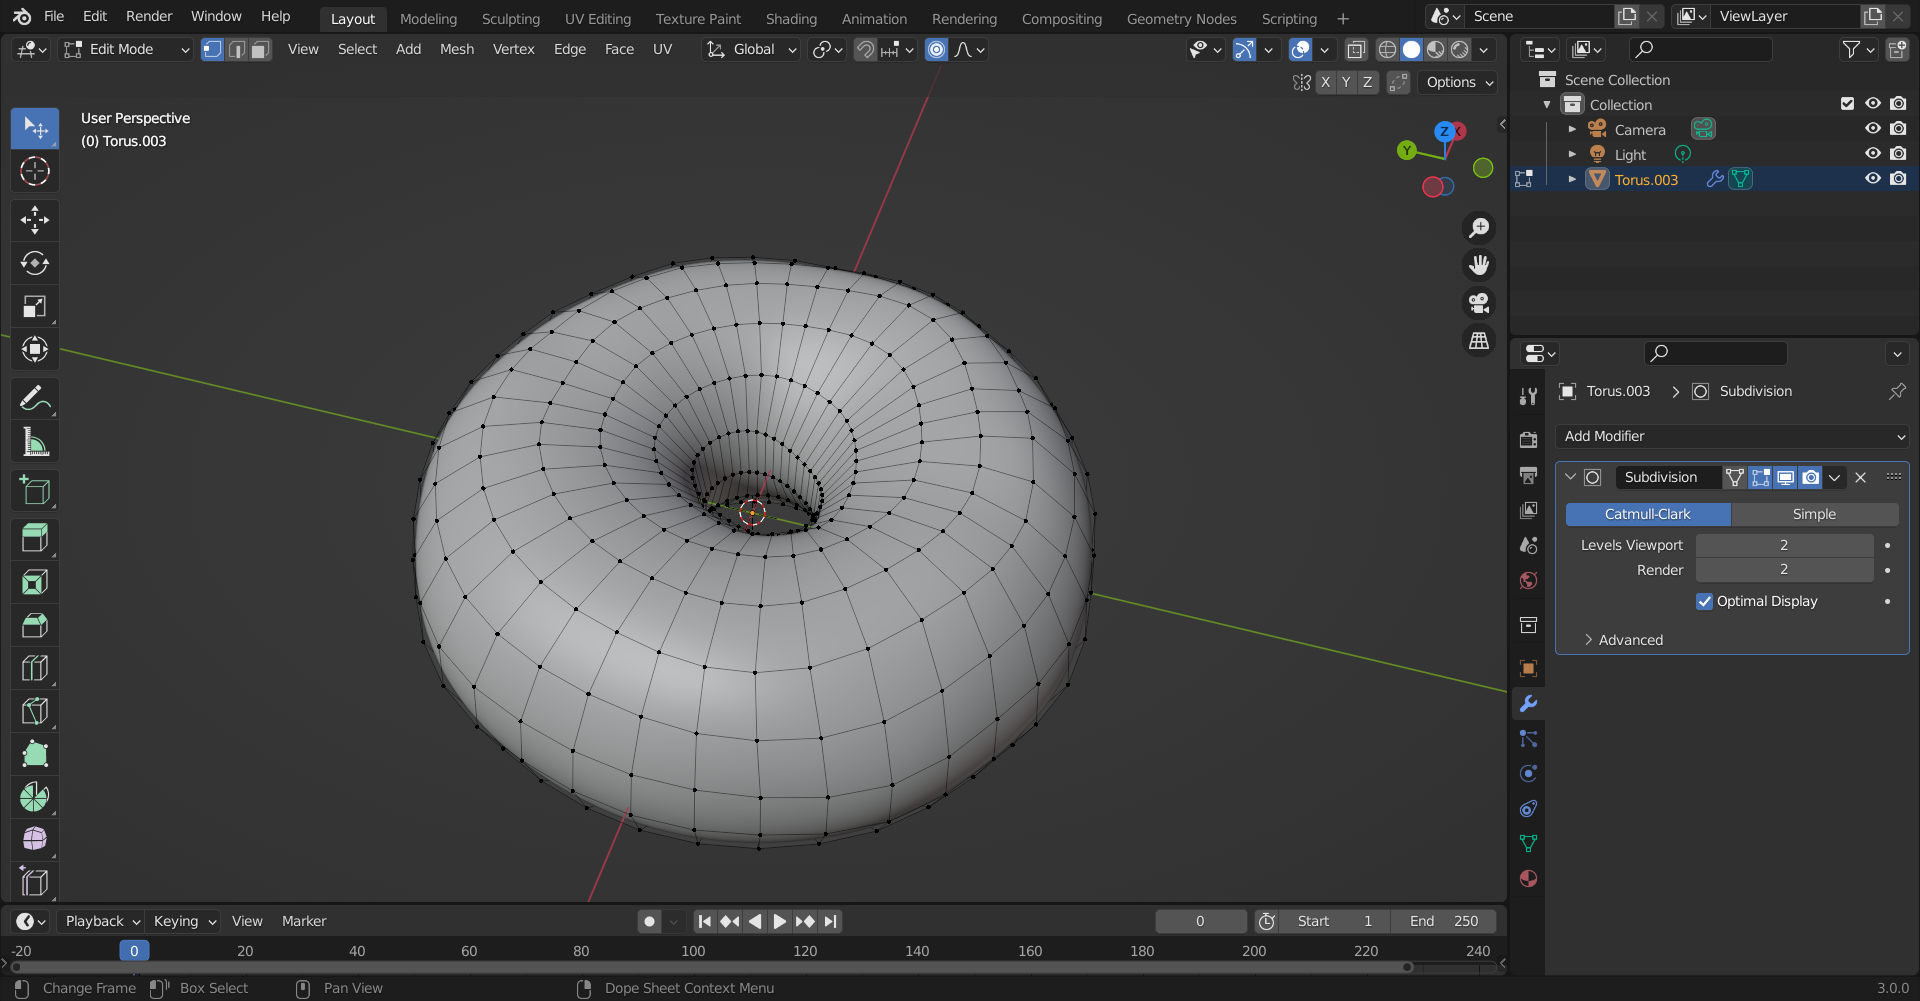 File Edit Render Window Help Layout Modeling Sculpting UV Editing Texture Paint Shading Animation Rendering Compositing Geometry Nodes Scripting + Scene ViewLayer
Edit Mode View Select Add Mesh Vertex Edge Face UV Global
X Y Z Options
User Perspective
(0) Torus.003
Z X
Y
Scene Collection
Collection
Camera
Light
Torus.003
Torus.003 > Subdivision
Add Modifier
Subdivision
Catmull-Clark Simple
Levels Viewport 2
Render 2
Optimal Display
Advanced
Playback Keying View Marker 0 Start 1 End 250
-20 0 20 40 60 80 100 120 140 160 180 200 220 240
Change Frame Box Select Pan View Dope Sheet Context Menu 3.0.0